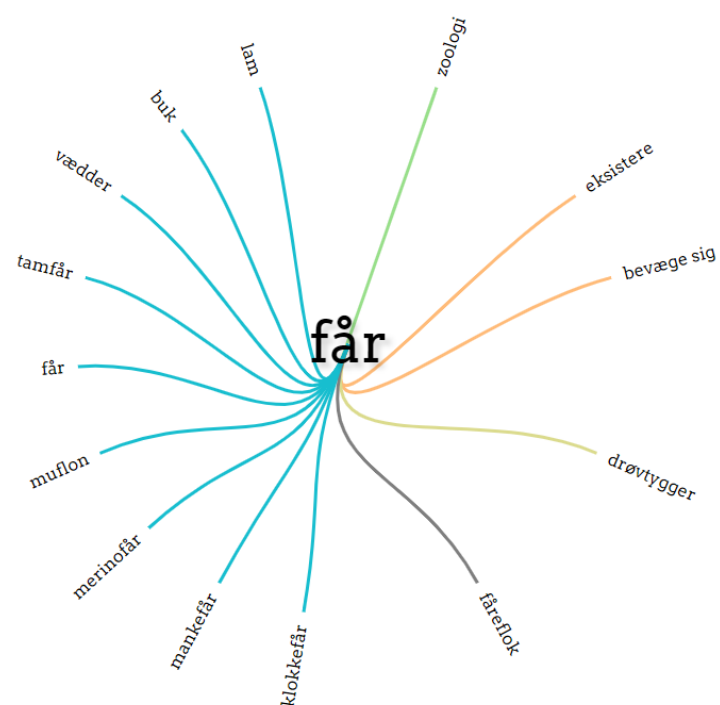 zoologi
lam
buk
eksistere
vædder
bevæge sig
tamfår
får
får
drøvtygger
muflon
merinofår
fåreflok
mankefår
klokkefår